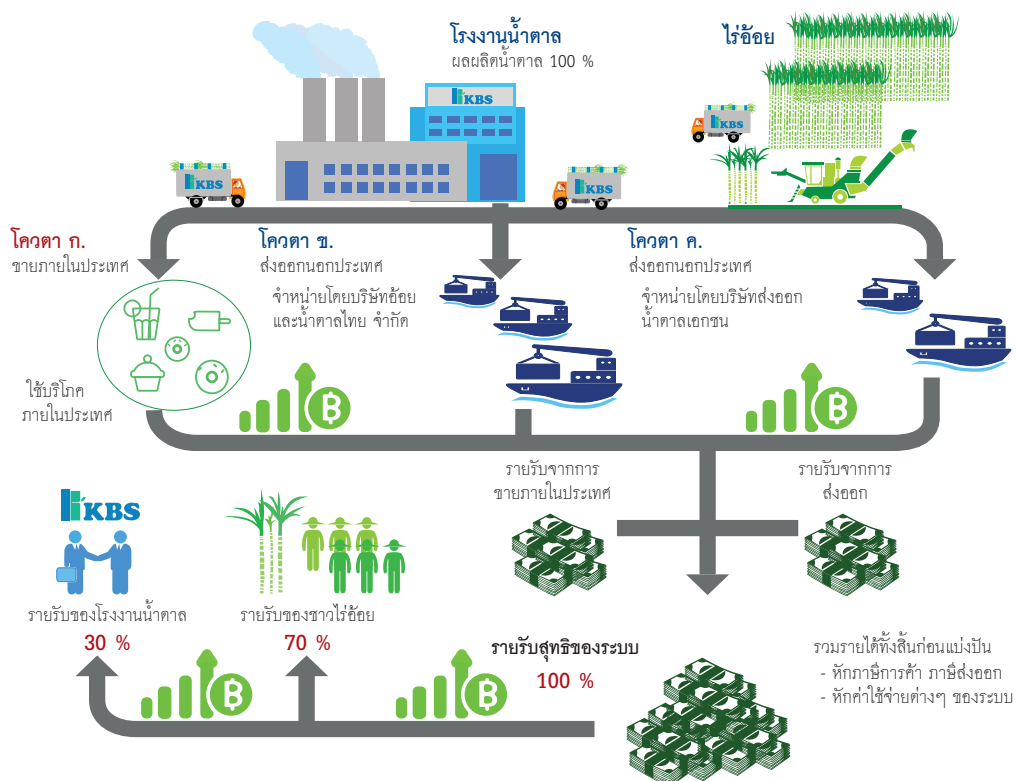 โรงงานน้ำตาล
ผลผลิตน้ำตาล 100 %
ไร่อ้อย
KBS
KBS
KBS
KBS
โควตา ก.
ขายภายในประเทศ
โควตา ข.
ส่งออกนอกประเทศ
จำหน่ายโดยบริษัทอ้อย
และน้ำตาลไทย จำกัด
โควตา ค.
ส่งออกนอกประเทศ
จำหน่ายโดยบริษัทส่งออก
น้ำตาลเอกชน
ใช้บริโภค
ภายในประเทศ
รายรับจากการ
ขายภายในประเทศ
รายรับจากการ
ส่งออก
KBS
รายรับของโรงงานน้ำตาล
30 %
รายรับของชาวไร่อ้อย
70 %
รายรับสุทธิของระบบ
100 %
รวมรายได้ทั้งสิ้นก่อนแบ่งปัน
- หักภาษีการค้า ภาษีส่งออก
- หักค่าใช้จ่ายต่างๆ ของระบบ